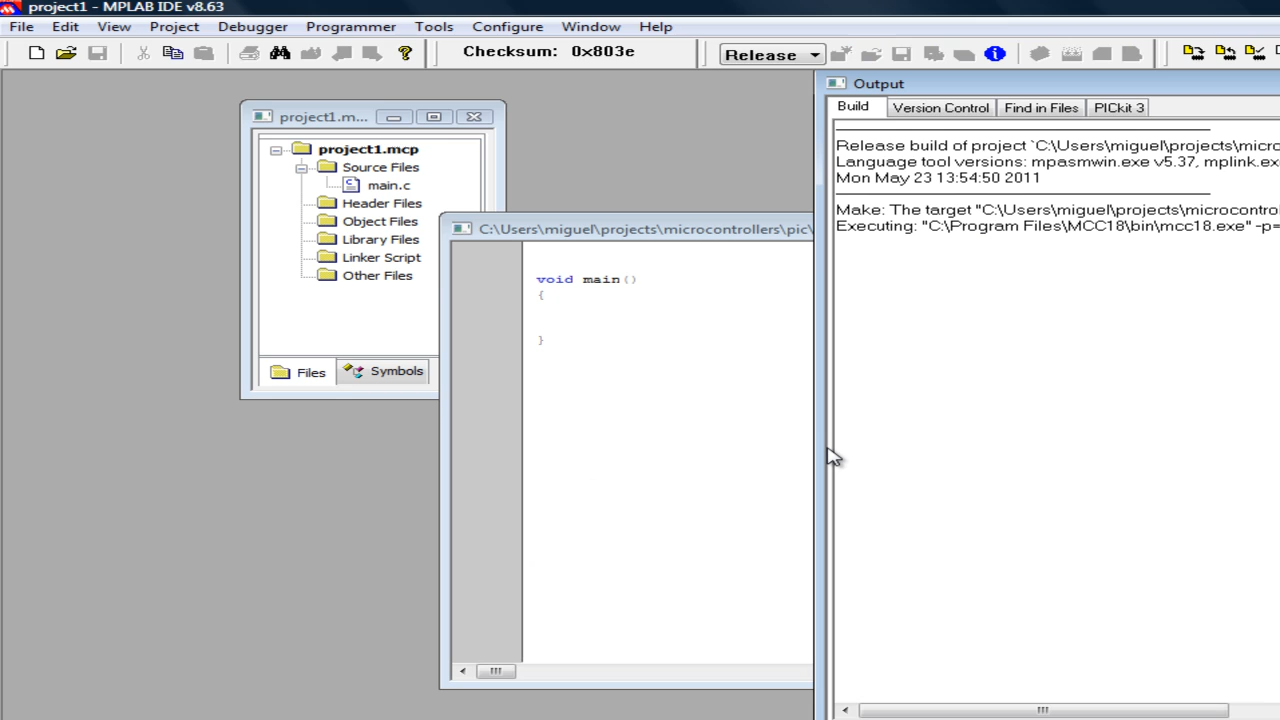 project1 - MPLAB IDE v8.63
File Edit View Project Debugger Programmer Tools Configure Window Help
Checksum: 0x803e
Release
project1.m...
project1.mcp
Source Files
main.c
Header Files
Object Files
Library Files
Linker Script
Other Files
Files Symbols
C:\Users\miguel\projects\microcontrollers\pic\
void main()
{
}
Output
Build Version Control Find in Files PICkit 3
Release build of project `C:\Users\miguel\projects\micro
Language tool versions: mpasmwin.exe v5.37, mplink.ex
Mon May 23 13:54:50 2011
Make: The target "C:\Users\miguel\projects\microcontrol
Executing: "C:\Program Files\MCC18\bin\mcc18.exe" -p=